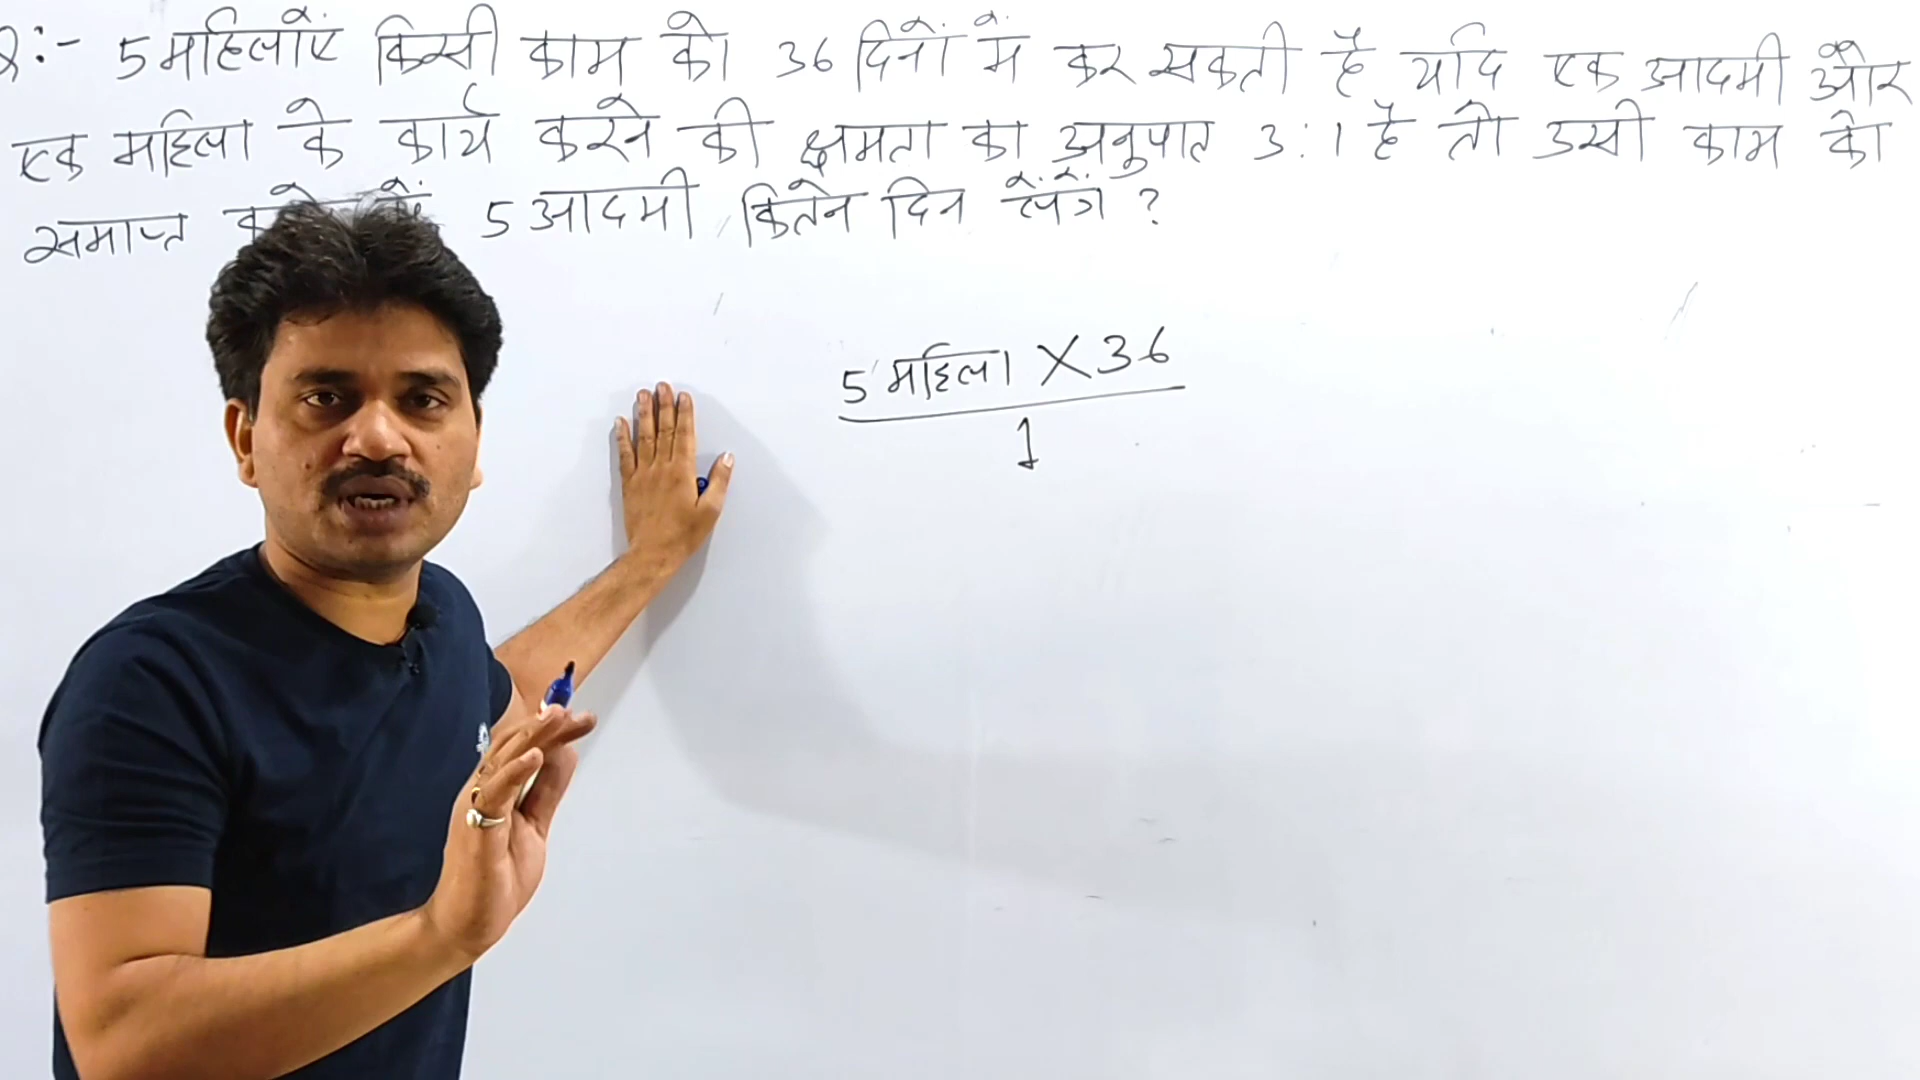 Q:- 5 महिलाएं किसी काम को 36 दिनों में कर सकती है यदि एक आदमी और
एक महिला के कार्य करने की क्षमता का अनुपात 3:1 है तो उसी काम को
समाप्त में 5 आदमी कितने दिन लेंगे ?
5 महिला X 36
1